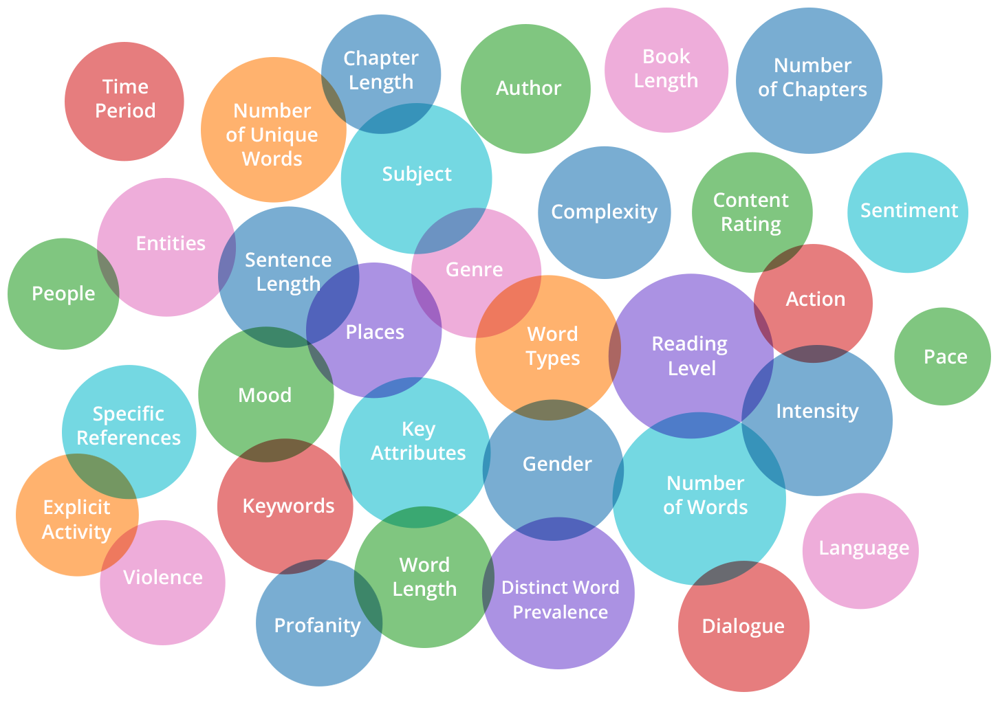 Time
Period
Number
of Unique
Words
Chapter
Length
Author
Book
Length
Number
of Chapters
Subject
Complexity
Content
Rating
Sentiment
People
Entities
Sentence
Length
Places
Genre
Word
Types
Reading
Level
Action
Pace
Specific
References
Mood
Key
Attributes
Gender
Intensity
Number
of Words
Explicit
Activity
Violence
Keywords
Profanity
Word
Length
Distinct Word
Prevalence
Dialogue
Language